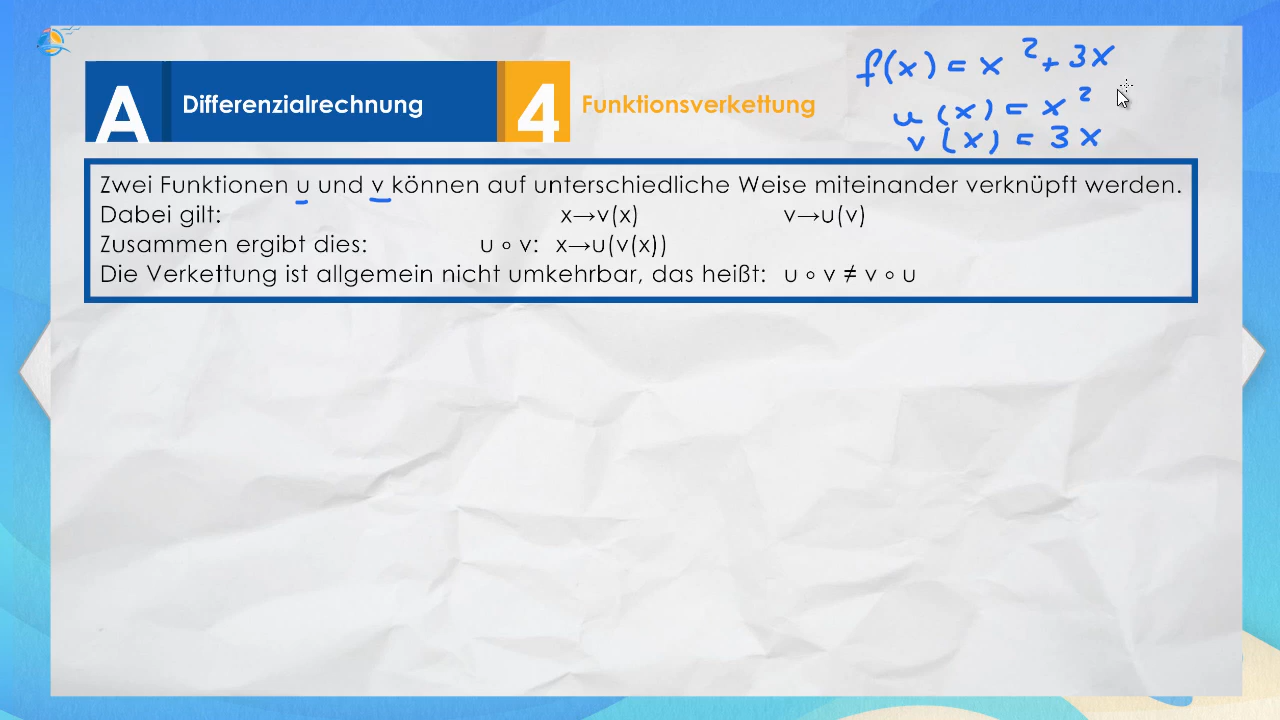 f(x) = x² + 3x
A Differenzialrechnung 4 Funktionsverkettung
u(x) = x²
v(x) = 3x
Zwei Funktionen u und v können auf unterschiedliche Weise miteinander verknüpft werden.
Dabei gilt: x→v(x) v→u(v)
Zusammen ergibt dies: u ∘ v: x→u(v(x))
Die Verkettung ist allgemein nicht umkehrbar, das heißt: u ∘ v ≠ v ∘ u